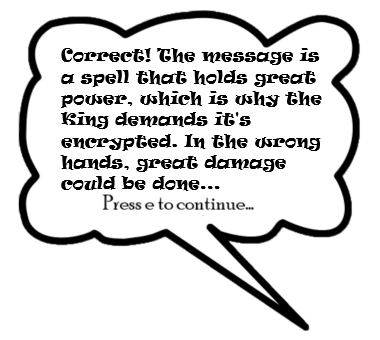 Correct! The message is
a spell that holds great
power, which is why the
King demands it's
encrypted. In the wrong
hands, great damage
could be done...
Press e to continue...